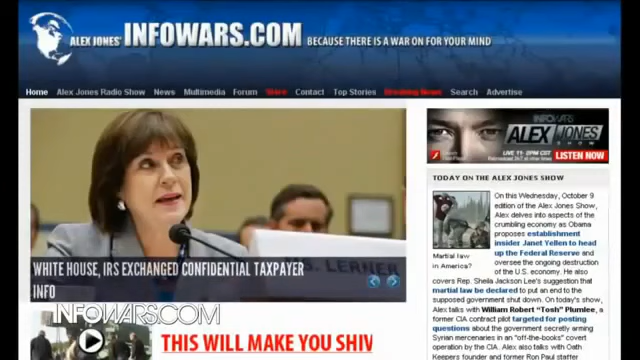 ALEX JONES' INFOWARS.COM BECAUSE THERE IS A WAR ON FOR YOUR MIND
Home Alex Jones Radio Show News Multimedia Forum Store Contact Top Stories Breaking News Search Advertise
S. LERNER
WHITE HOUSE, IRS EXCHANGED CONFIDENTIAL TAXPAYER
INFO
INFOWARS.COM
THIS WILL MAKE YOU SHIV
INFOWARS
ALEX JONES
SHOW
LIVE 11-2PM CST
LISTEN NOW
TODAY ON THE ALEX JONES SHOW
Martial law
in America?
On this Wednesday, October 9
edition of the Alex Jones Show,
Alex delves into aspects of the
crumbling economy as Obama
proposes establishment
insider Janet Yellen to head
up the Federal Reserve and
oversee the ongoing destruction
of the U.S. economy. He also
covers Rep. Sheila Jackson Lee's suggestion that
martial law be declared to put an end to the
supposed government shut down. On today's show,
Alex talks with William Robert "Tosh" Plumlee, a
former CIA contract pilot targeted for posting
questions about the government secretly arming
Syrian mercenaries in an "off-the-books" covert
operation by the CIA. Alex also talks with Oath
Keepers founder and former Ron Paul staffer